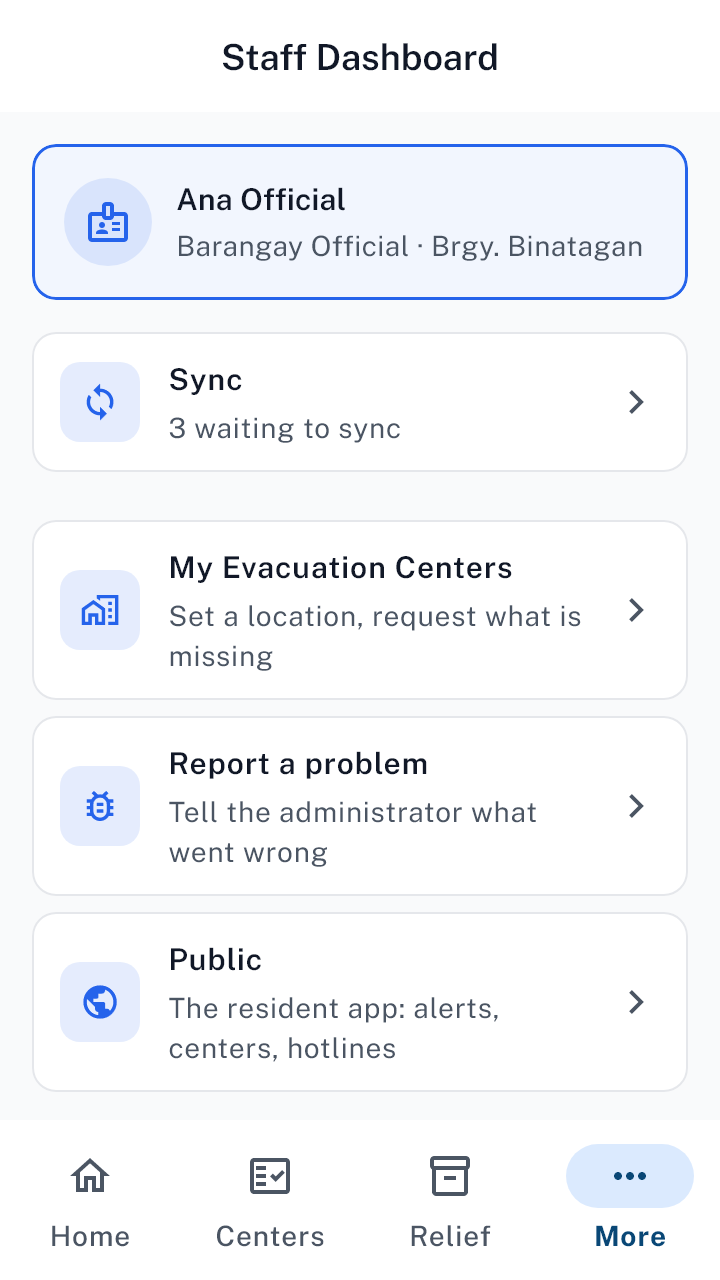 Staff Dashboard
Ana Official
Barangay Official · Brgy. Binatagan
Sync
3 waiting to sync
My Evacuation Centers
Set a location, request what is
missing
Report a problem
Tell the administrator what
went wrong
Public
The resident app: alerts,
centers, hotlines
Home
Centers
Relief
More